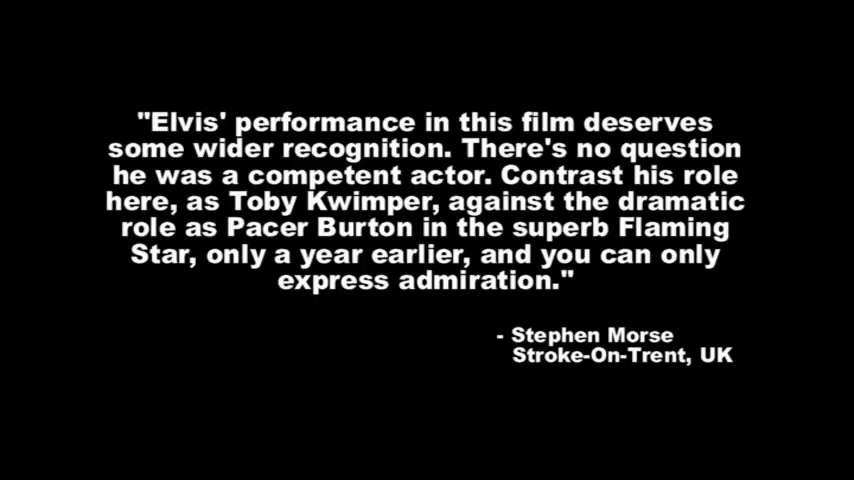 "Elvis' performance in this film deserves
some wider recognition. There's no question
he was a competent actor. Contrast his role
here, as Toby Kwimper, against the dramatic
role as Pacer Burton in the superb Flaming
Star, only a year earlier, and you can only
express admiration."
- Stephen Morse
Stroke-On-Trent, UK